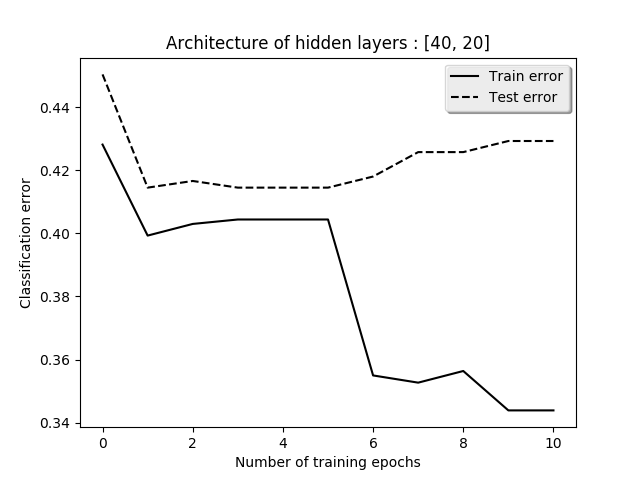 Architecture of hidden layers : [40, 20]
Train error
Test error
0.44
0.42
0.40
0.38
0.36
0.34
Classification error
0 2 4 6 8 10
Number of training epochs